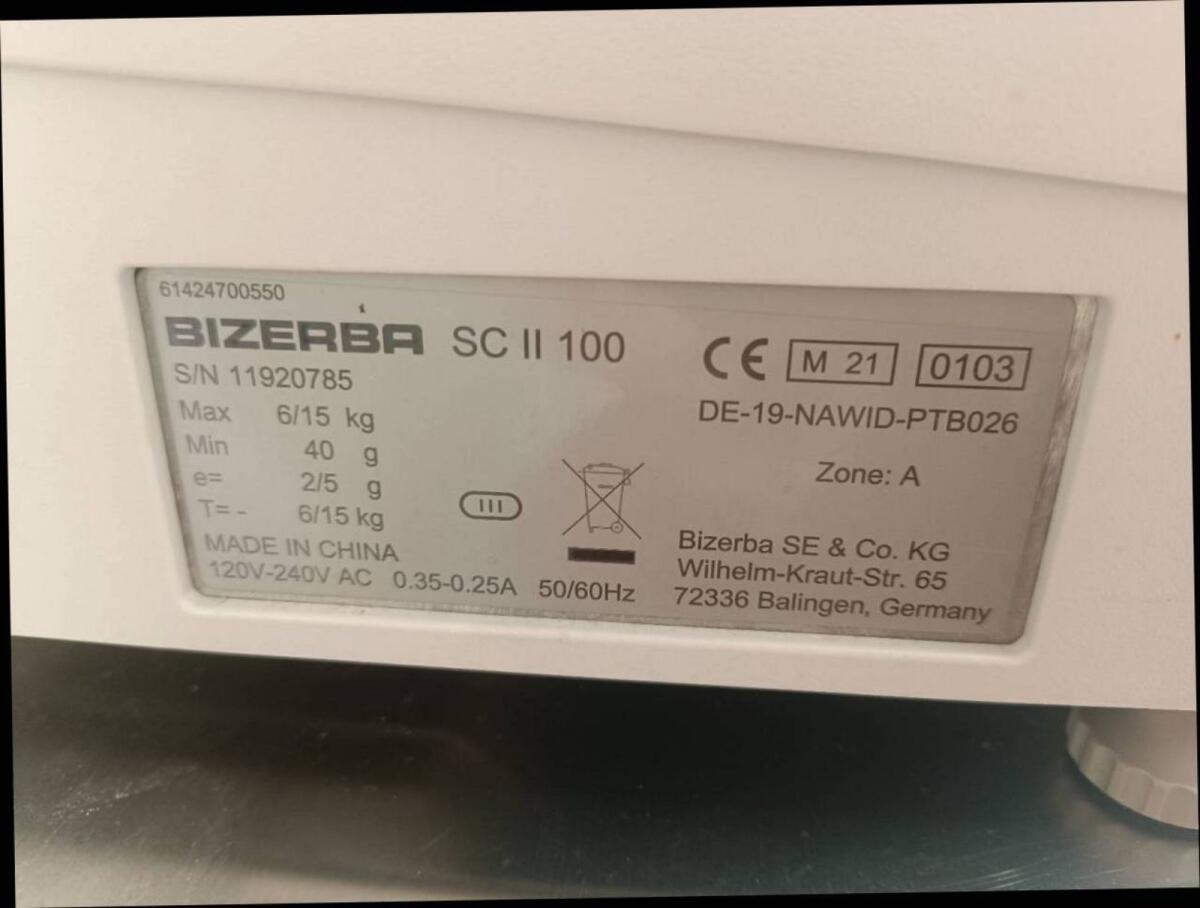 61424700550
BIZERBA SC II 100
S/N 11920785
Max 6/15 kg
Min 40 g
e= 2/5 g
T= - 6/15 kg
MADE IN CHINA
120V-240V AC 0.35-0.25A 50/60Hz
III
CE M 21 0103
DE-19-NAWID-PTB026
Zone: A
Bizerba SE & Co. KG
Wilhelm-Kraut-Str. 65
72336 Balingen, Germany